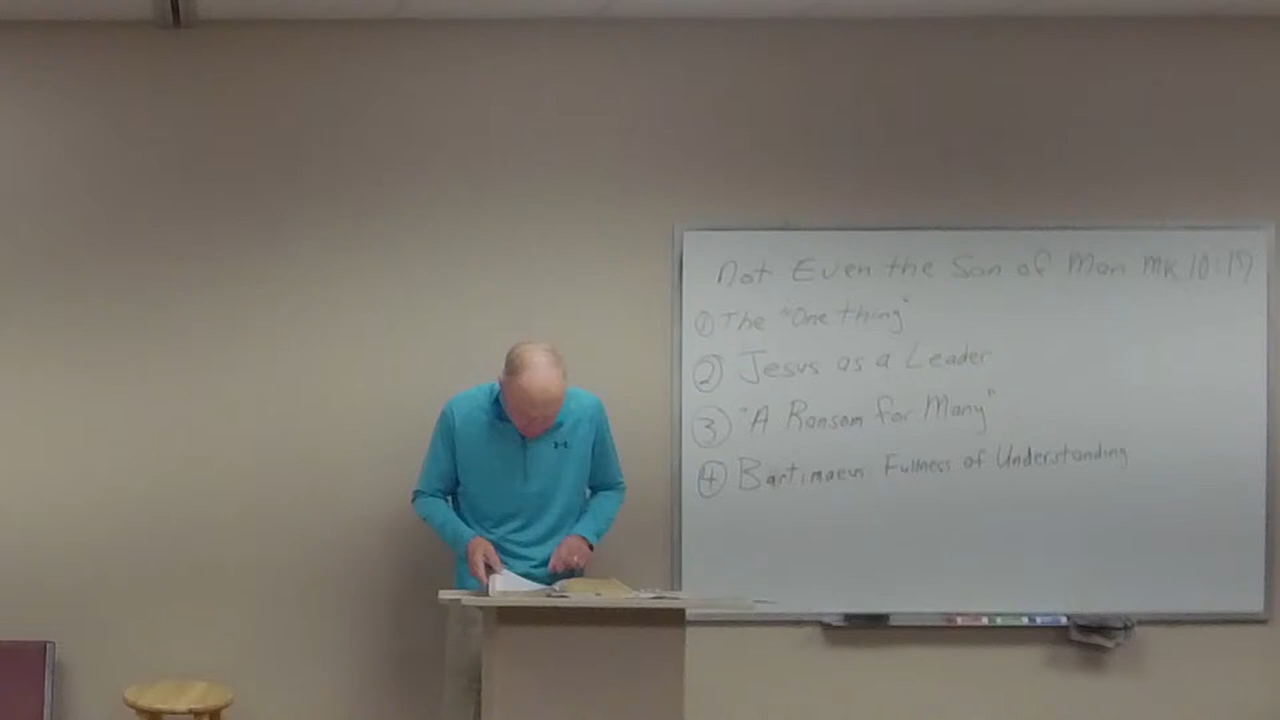 Not Even the Son of Man MK 10:17
① The "One thing"
② Jesus as a Leader
③ "A Ransom for Many"
④ Bartimaeus Fullness of Understanding